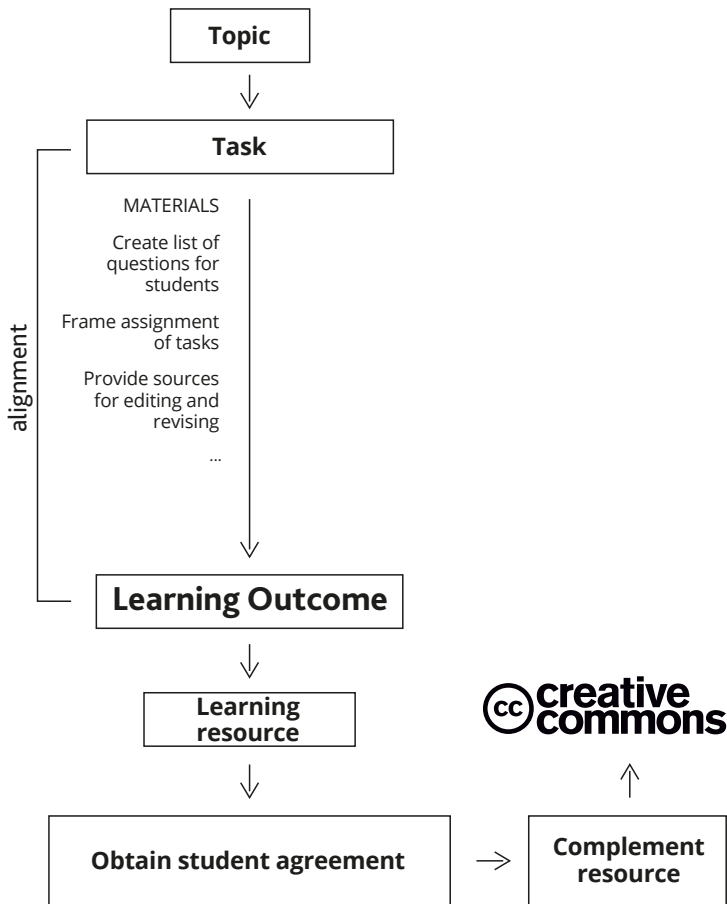 Topic
Task
MATERIALS
Create list of
questions for
students
Frame assignment
of tasks
Provide sources
for editing and
revising
...
alignment
Learning Outcome
Learning
resource
cc creative
commons
Obtain student agreement
Complement
resource